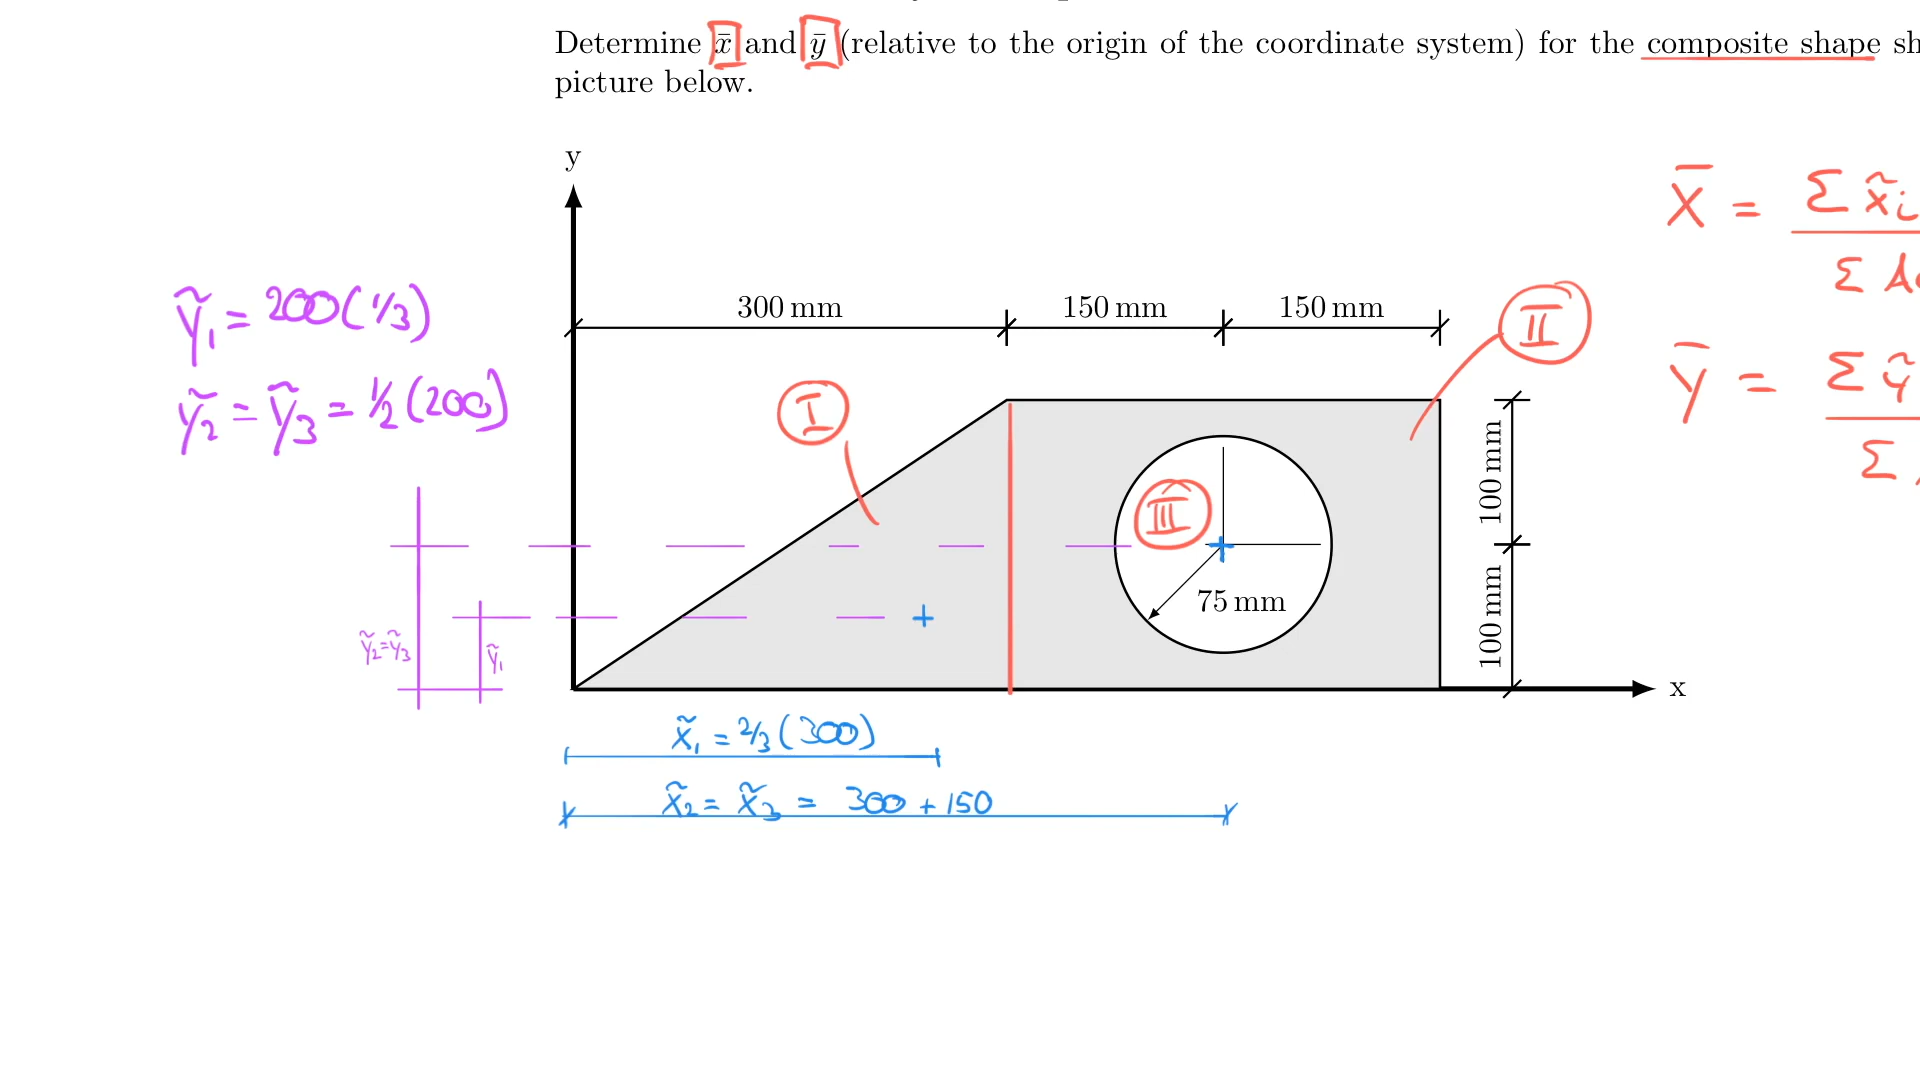 Determine x̄ and ȳ (relative to the origin of the coordinate system) for the composite shape sh
picture below.
y
X̄ = Σ x̃i
Σ A
ỹ1 = 200(1/3)
300 mm
150 mm
150 mm
II
Ȳ = Σ ỹ
Σ
ỹ2 = ỹ3 = 1/2(200)
I
100 mm
III
75 mm
100 mm
ỹ2=ỹ3
ỹ1
x
x̃1 = 2/3(300)
x̃2 = x̃3 = 300 + 150